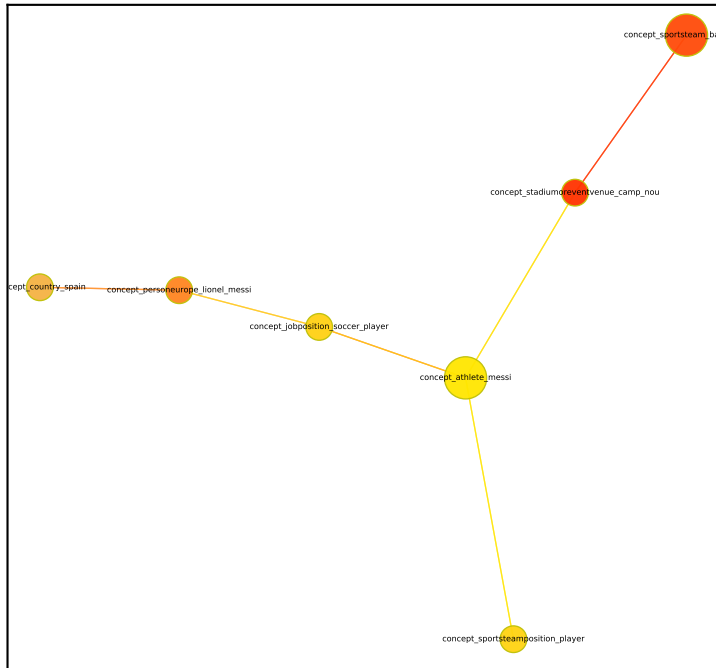 concept_sportsteam_ba
concept_stadiumoreventvenue_camp_nou
cept_country_spain
concept_personeurope_lionel_messi
concept_jobposition_soccer_player
concept_athlete_messi
concept_sportsteamposition_player